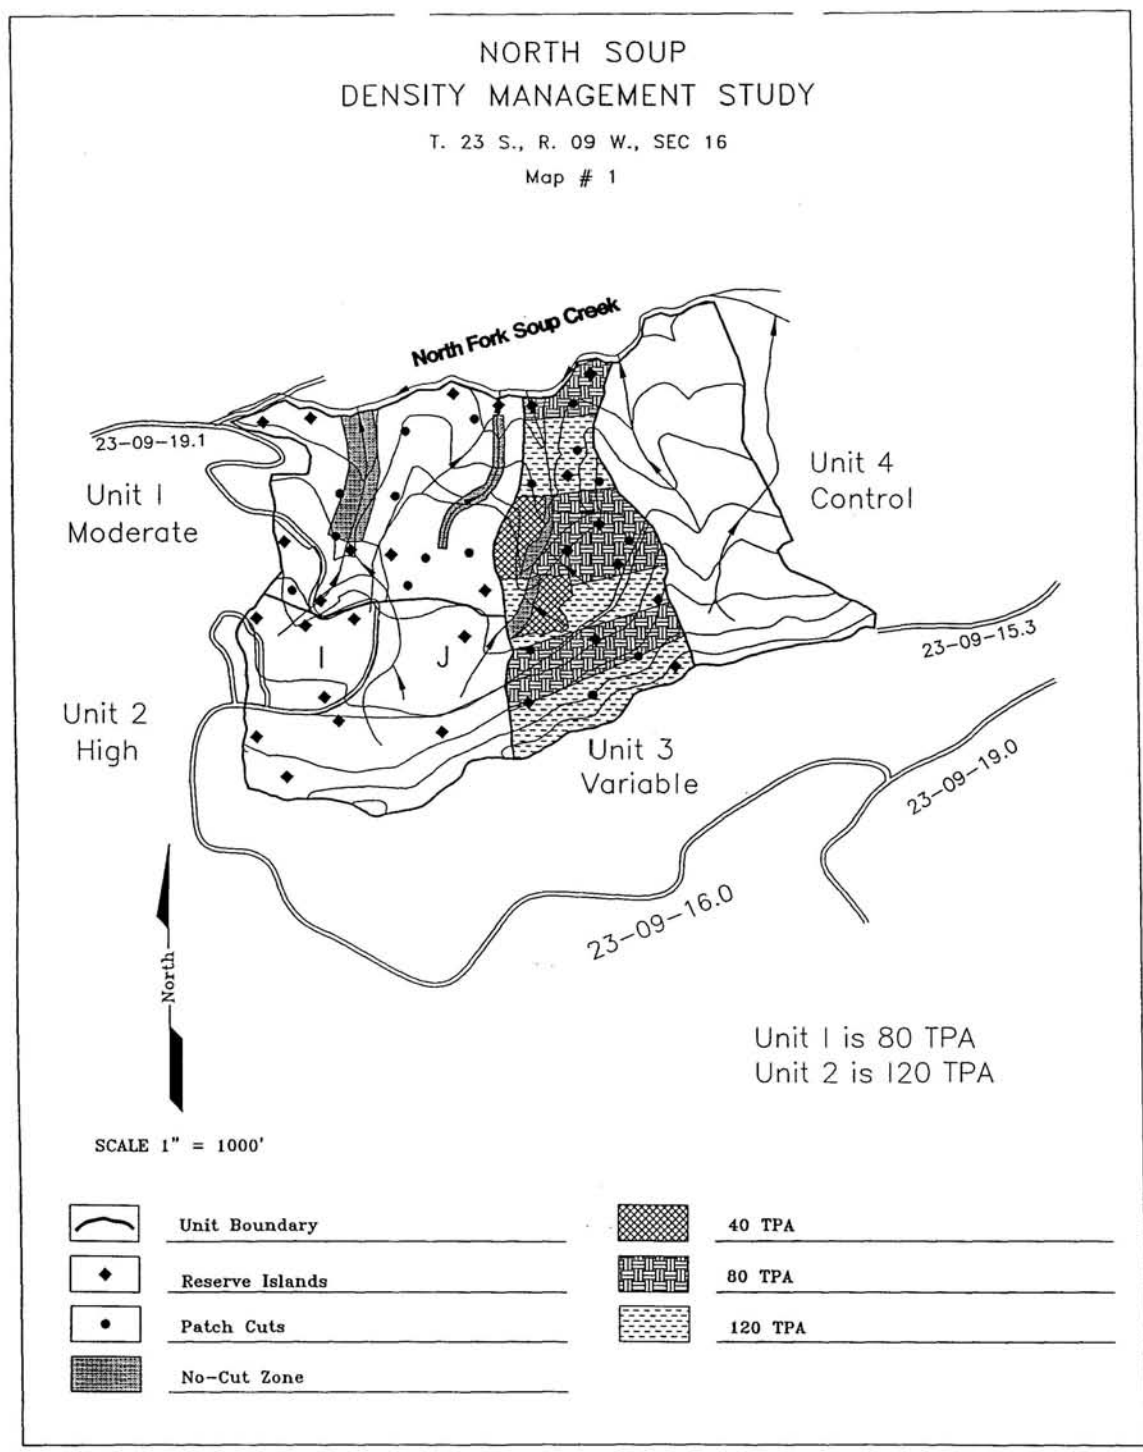 NORTH SOUP
DENSITY MANAGEMENT STUDY
T. 23 S., R. 09 W., SEC 16
Map # 1
North Fork Soup Creek
23-09-19.1
Unit 1
Moderate
Unit 4
Control
I
J
23-09-15.3
Unit 2
High
Unit 3
Variable
23-09-19.0
23-09-16.0
North
Unit 1 is 80 TPA
Unit 2 is 120 TPA
SCALE 1" = 1000'
Unit Boundary
Reserve Islands
Patch Cuts
No-Cut Zone
40 TPA
80 TPA
120 TPA